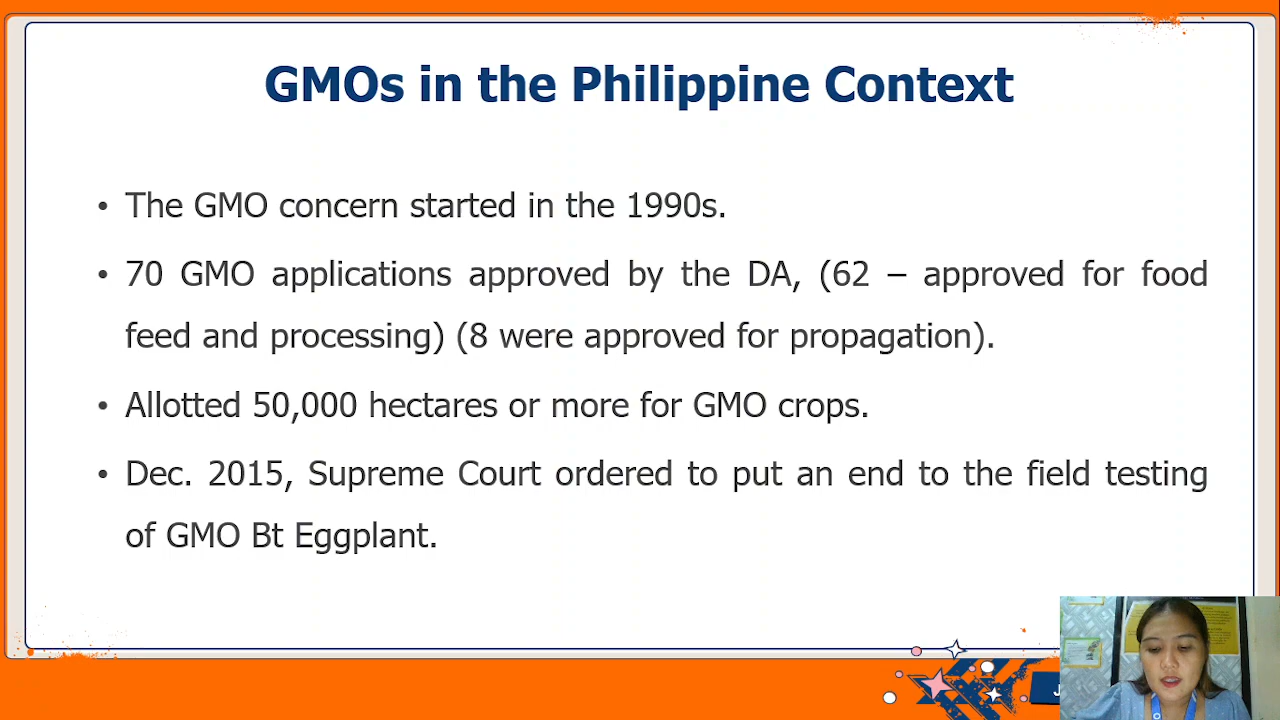 GMOs in the Philippine Context
• The GMO concern started in the 1990s.
• 70 GMO applications approved by the DA, (62 – approved for food
feed and processing) (8 were approved for propagation).
• Allotted 50,000 hectares or more for GMO crops.
• Dec. 2015, Supreme Court ordered to put an end to the field testing
of GMO Bt Eggplant.